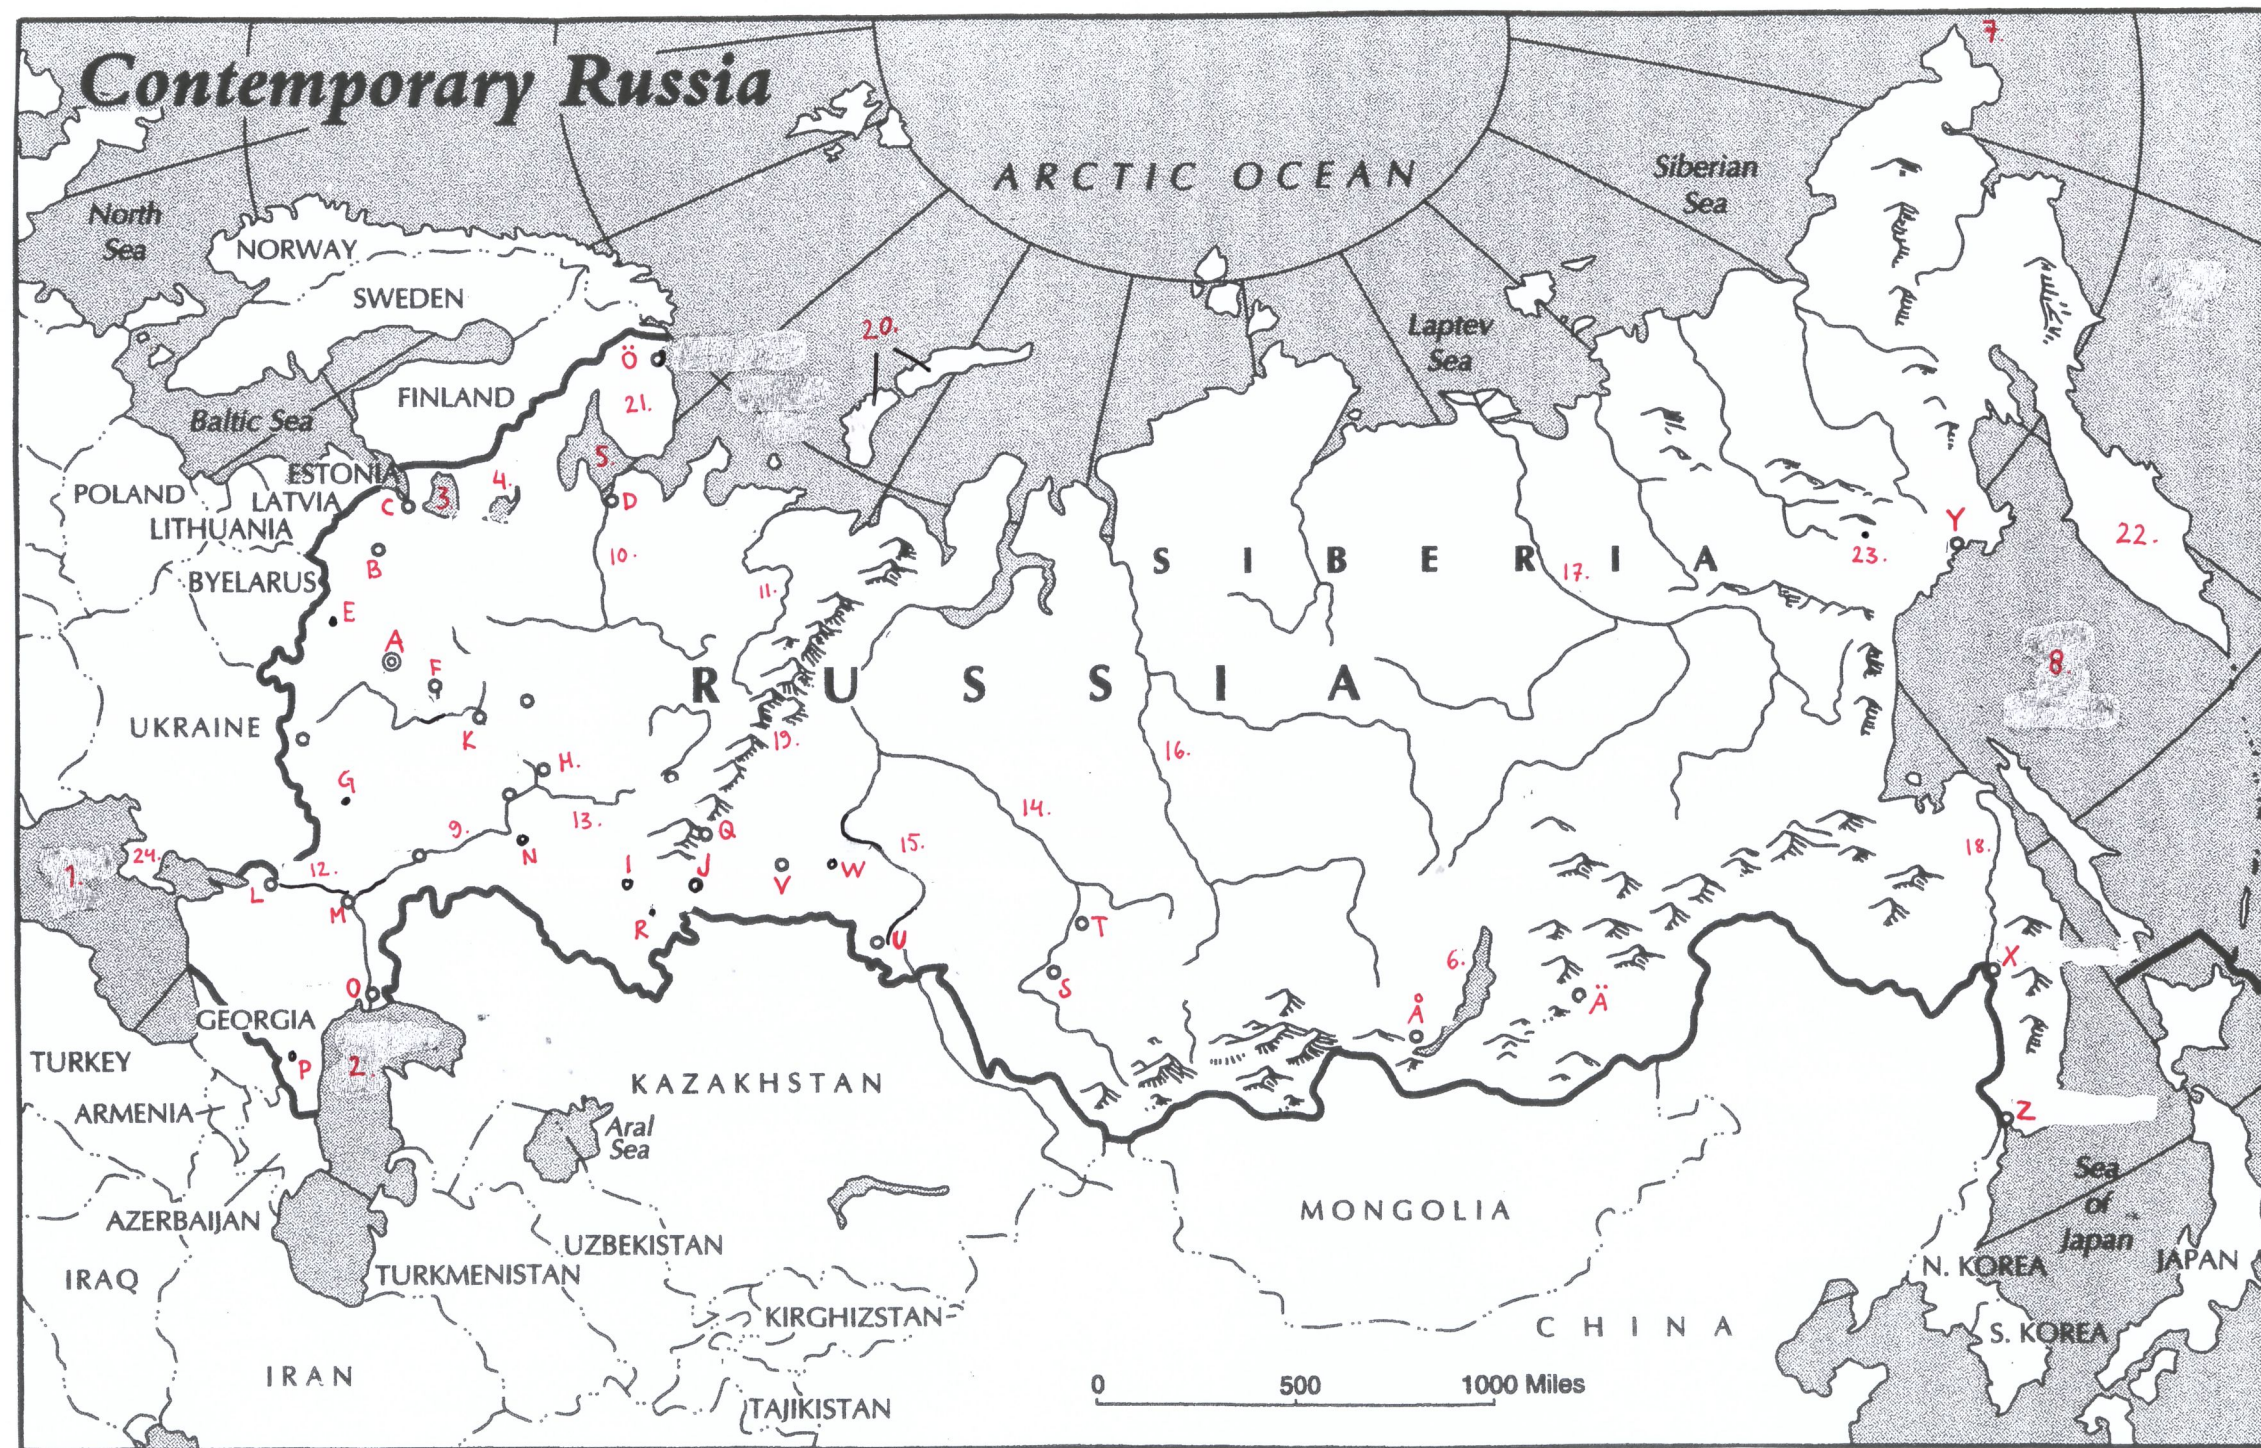 Contemporary Russia
7.
ARCTIC OCEAN
Siberian
Sea
North
Sea
NORWAY
SWEDEN
20.
Laptev
Sea
Ö
21.
FINLAND
Baltic Sea
5.
ESTONIA
4.
POLAND
LATVIA
C
3
D
LITHUANIA
Y
22.
10.
SIBERIA
23.
17.
B
BYELARUS
11.
E
A
F
RUSSIA
8
UKRAINE
K
19.
16.
H.
G
14.
9.
13.
Q
15.
18.
24.
12.
N
I
J
V
W
1.
L
M
R
U
T
6.
X
O
S
Å
Ä
GEORGIA
TURKEY
P
2.
KAZAKHSTAN
ARMENIA
Aral
Sea
Z
Sea
of
Japan
AZERBAIJAN
MONGOLIA
UZBEKISTAN
IRAQ
TURKMENISTAN
N. KOREA
JAPAN
KIRGHIZSTAN
CHINA
S. KOREA
IRAN
0 500 1000 Miles
TAJIKISTAN